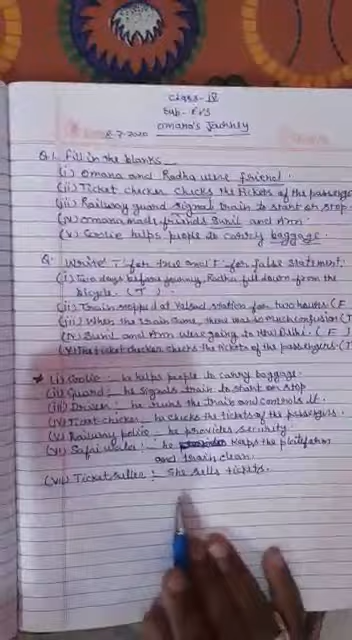 Class - IV
Sub - EVS
8-7-2020 Omana's Journey
Q.1. Fill in the blanks
(i) Omana and Radha were friend.
(ii) Ticket checker checks the tickets of the passengers
(iii) Railway guard signal train to start or stop
(iv) Omana made friends Sunil and Ann
(v) Coolie helps people to carry baggage.
Q. Write 'T' for true and 'F' for false statement.
(i) Two days before journey, Radha fell down from the
bicycle. (T)
(ii) Train stopped at Valsad station for two hours (F
(iii) When the train came, there was so much confusion (T
(iv) Sunil and Ann were going to New Delhi. (F)
(v) The ticket checker checks the tickets of the passengers. (T
(i) Coolie: he helps people to carry baggage.
(ii) Guard: he signals train to start or stop
(iii) Driver: he runs the train and controls it.
(iv) Ticket checker: he checks the tickets of the passengers.
(v) Railway police: he provides security.
(vi) Safai wala: he keeps the platform
and train clean.
(vii) Ticket seller: She sells tickets.